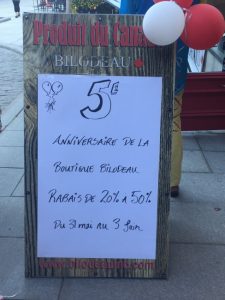 Produit du Can
BILODEAU
5e
ANNIVERSAIRE DE LA
BOUTIQUE BILODEAU
RABAIS DE 20% A 50%
DU 31 MAI AU 3 JUIN